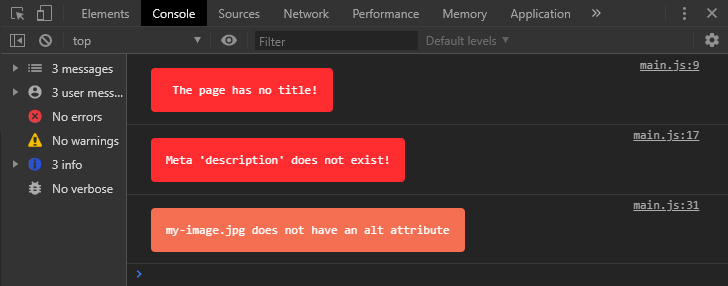 Elements Console Sources Network Performance Memory Application »
top Filter Default levels
3 messages
3 user mess...
No errors
No warnings
3 info
No verbose
main.js:9
The page has no title!
main.js:17
Meta 'description' does not exist!
main.js:31
my-image.jpg does not have an alt attribute
>